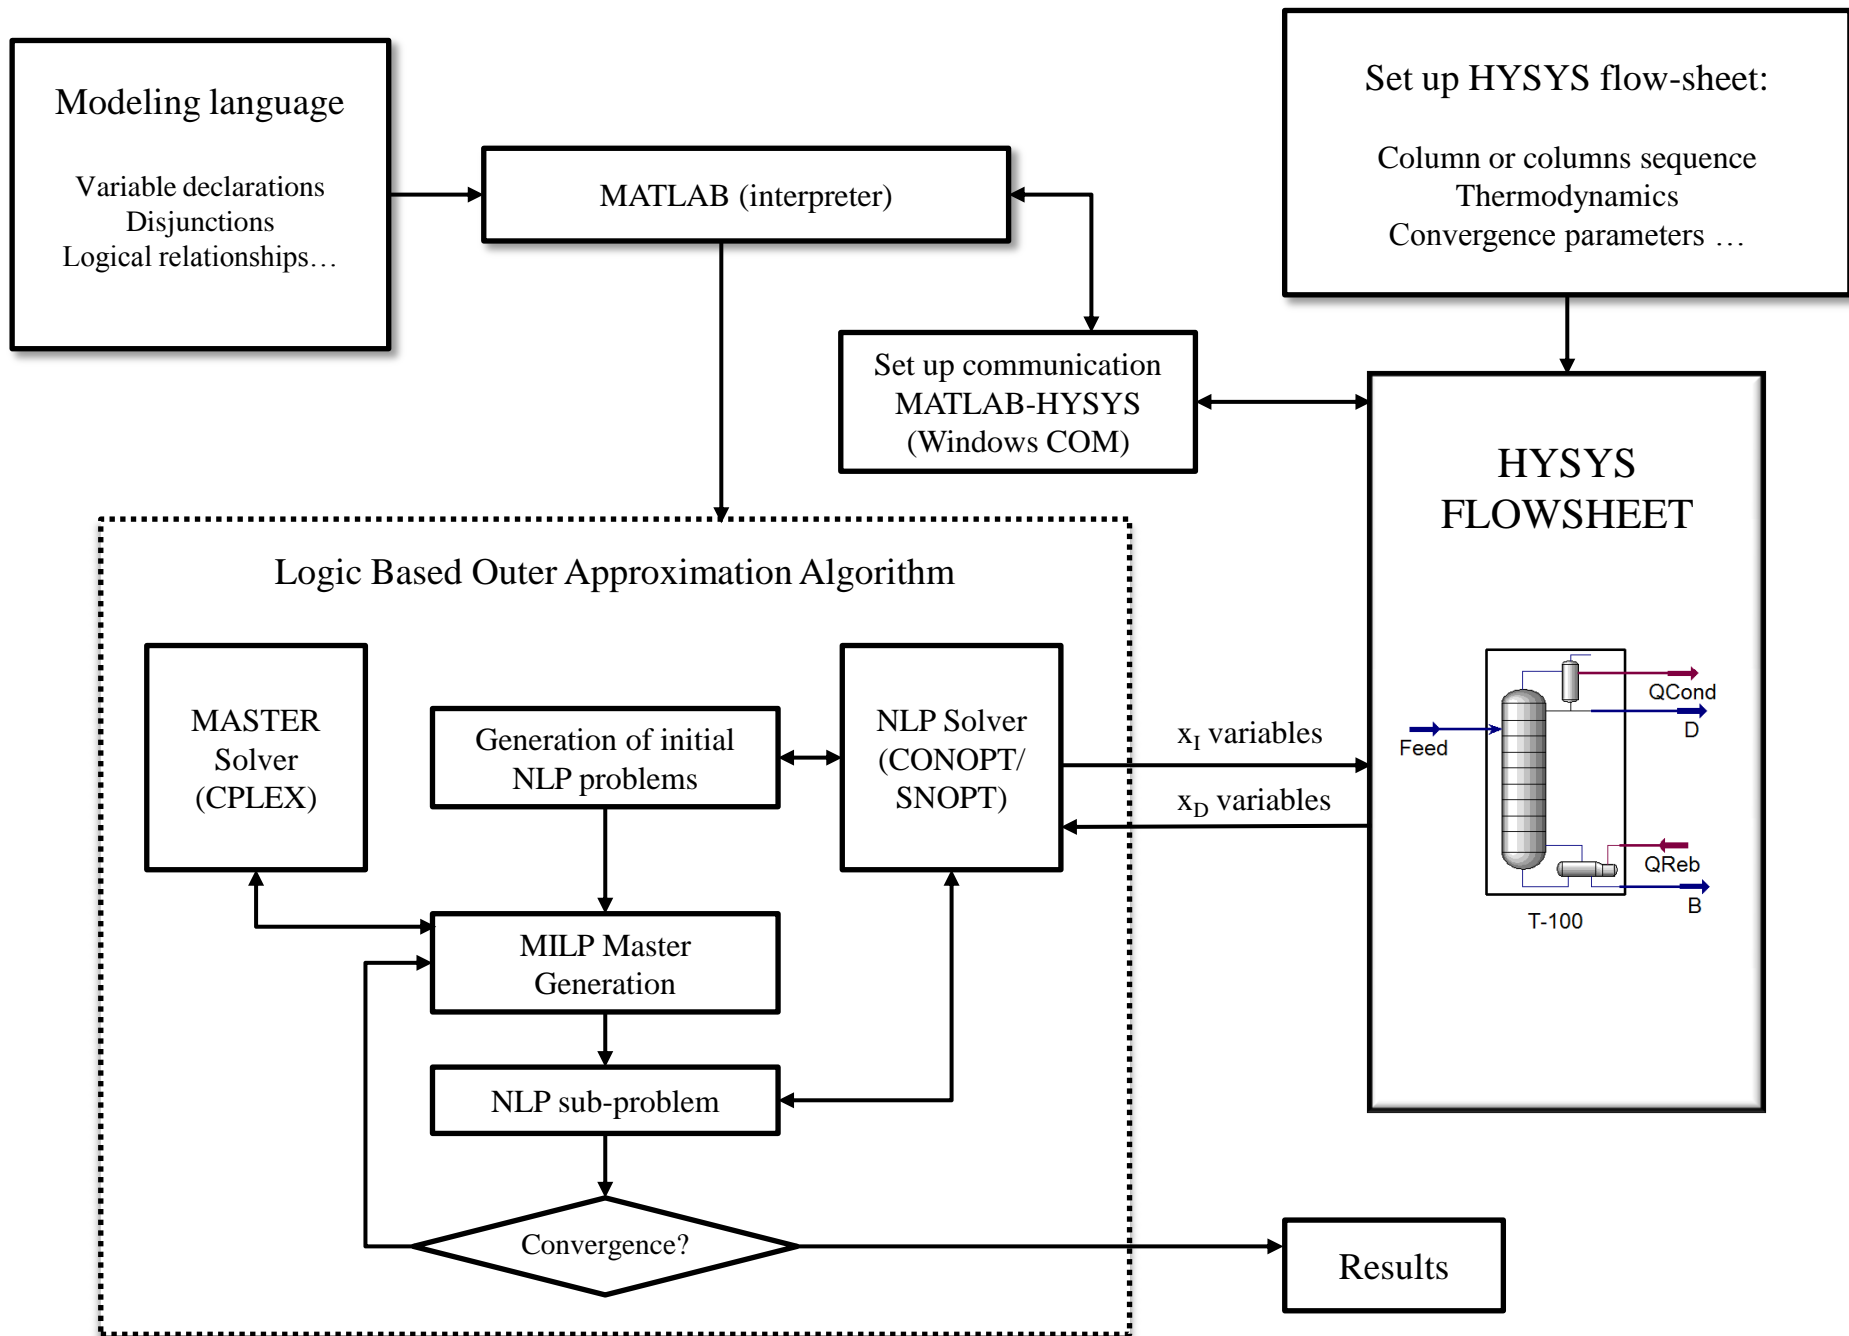 Modeling language
Variable declarations
Disjunctions
Logical relationships…
MATLAB (interpreter)
Set up HYSYS flow-sheet:
Column or columns sequence
Thermodynamics
Convergence parameters …
Set up communication
MATLAB-HYSYS
(Windows COM)
HYSYS
FLOWSHEET
Logic Based Outer Approximation Algorithm
MASTER
Solver
(CPLEX)
Generation of initial
NLP problems
NLP Solver
(CONOPT/
SNOPT)
x_I variables
x_D variables
Feed
QCond
D
QReb
B
T-100
MILP Master
Generation
NLP sub-problem
Convergence?
Results